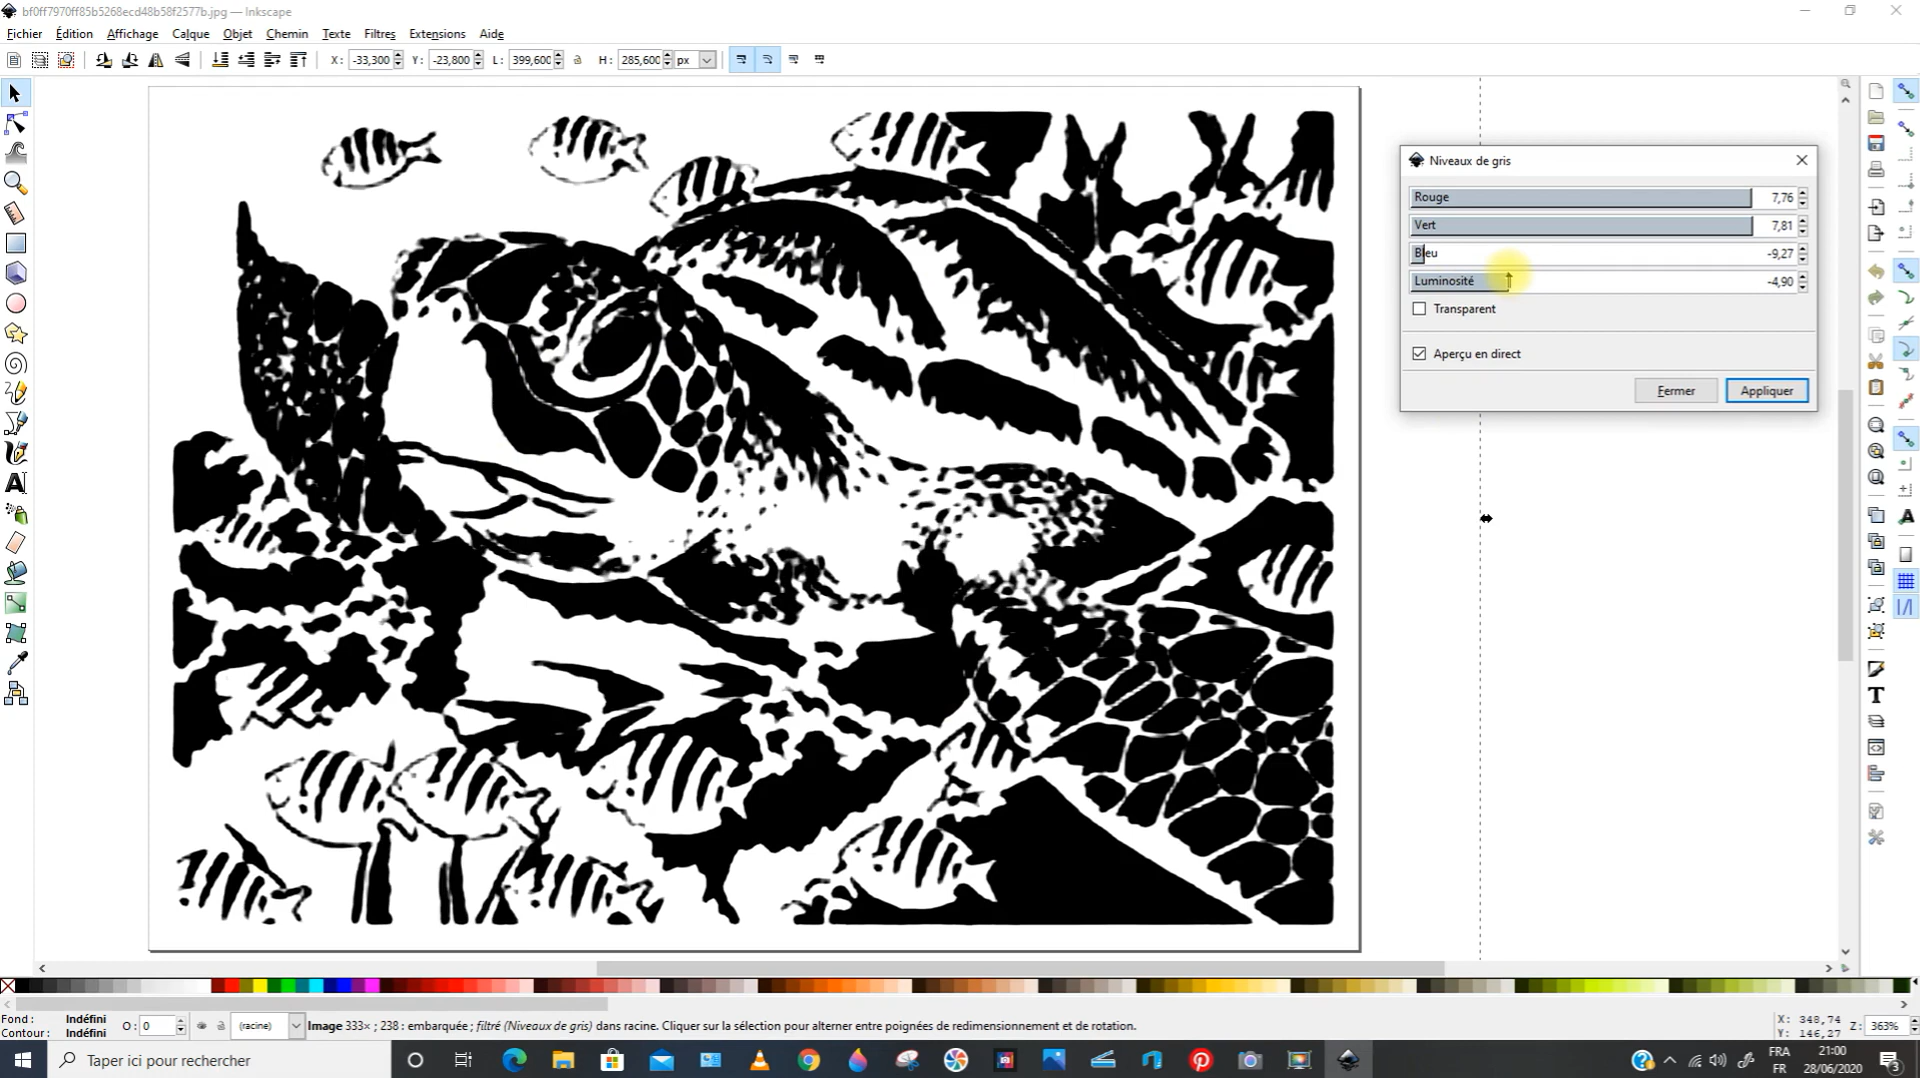 bf0ff7970ff85b5268ecd48b58f2577b.jpg — Inkscape
Fichier Édition Affichage Calque Objet Chemin Texte Filtres Extensions Aide
X: -33,300 Y: -23,800 L: 399,600 H: 285,600 px
Niveaux de gris
Rouge 7,76
Vert 7,81
Bleu -9,27
Luminosité -4,90
Transparent
Aperçu en direct
Fermer Appliquer
Fond : Indéfini O: 0 (racine) Image 333× ; 238 : embarquée ; filtré (Niveaux de gris) dans racine. Cliquer sur la sélection pour alterner entre poignées de redimensionnement et de rotation. X: 348,74 Z: 363%
Contour : Indéfini Y: 146,27
Taper ici pour rechercher
FRA 21:00
FR 28/06/2020 3